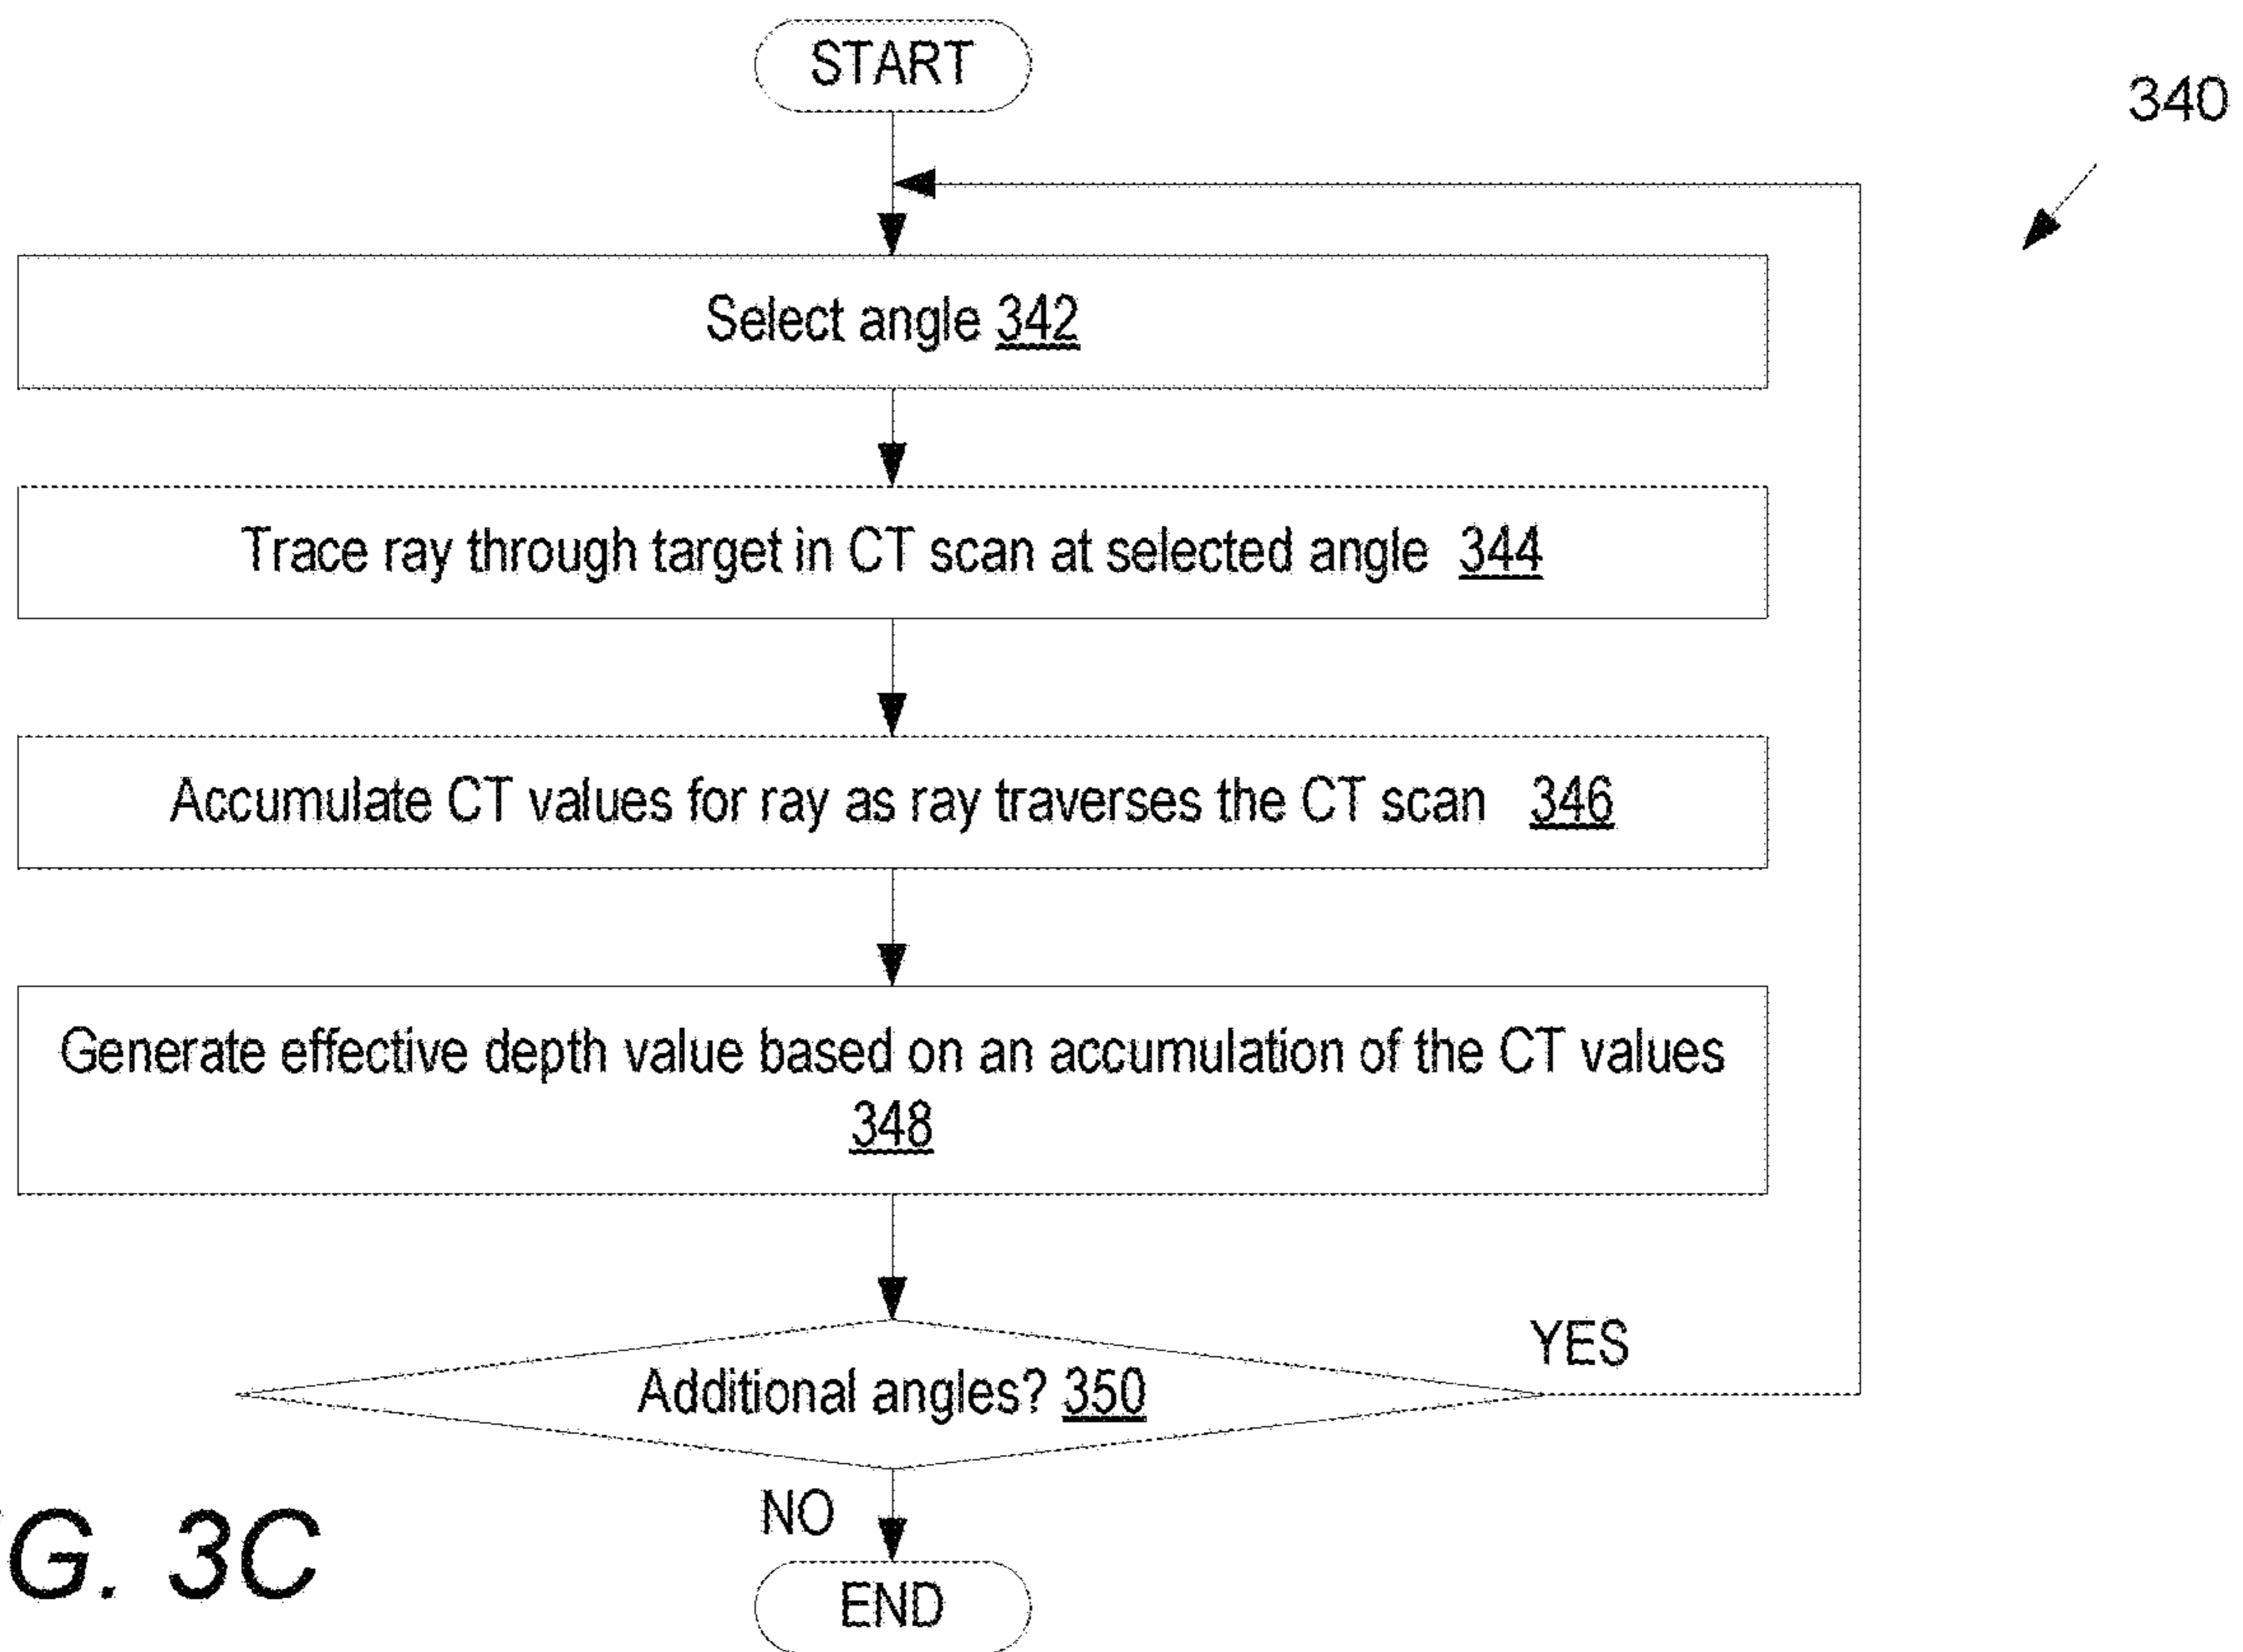 START
340
Select angle 342
Trace ray through target in CT scan at selected angle 344
Accumulate CT values for ray as ray traverses the CT scan 346
Generate effective depth value based on an accumulation of the CT values
348
YES
Additional angles? 350
NO
G. 3C
END